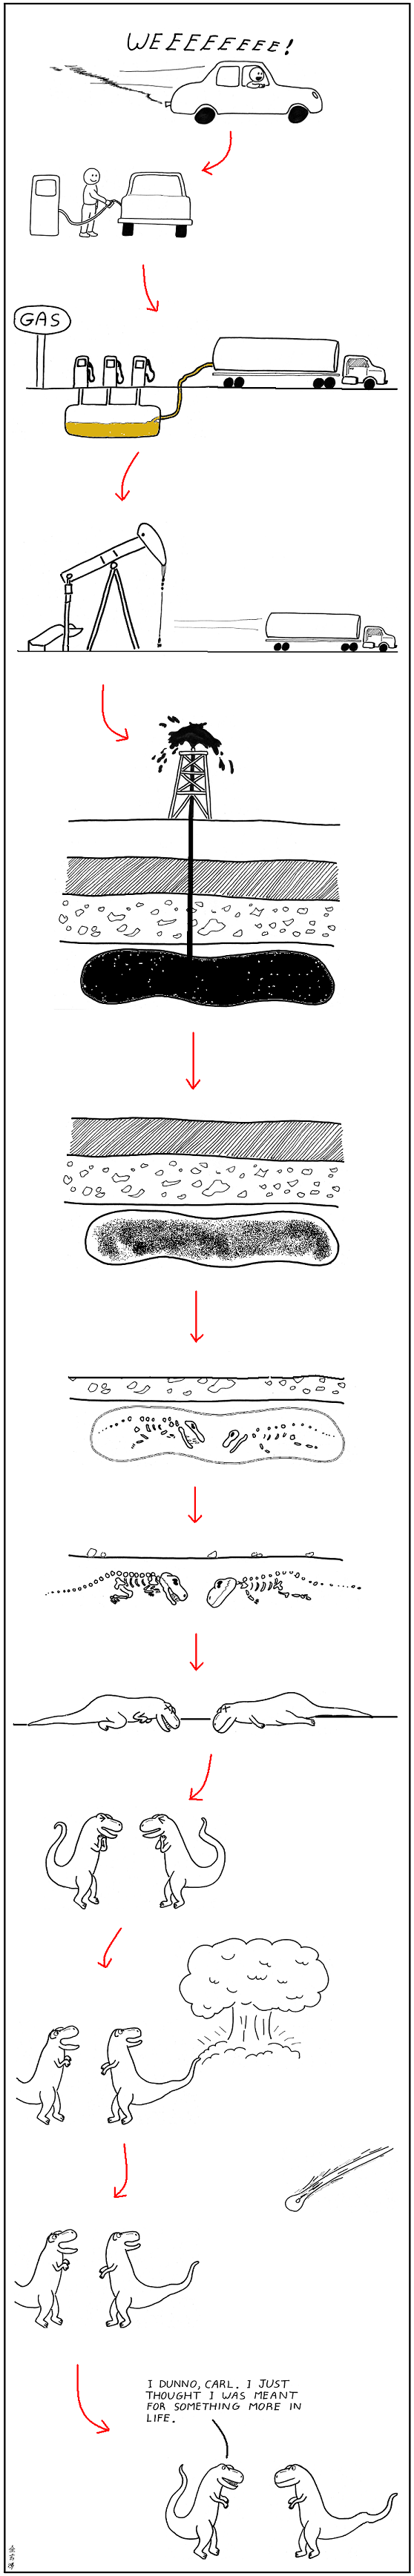 WEEEEEEEE!
GAS
I DUNNO, CARL. I JUST
THOUGHT I WAS MEANT
FOR SOMETHING MORE IN
LIFE.